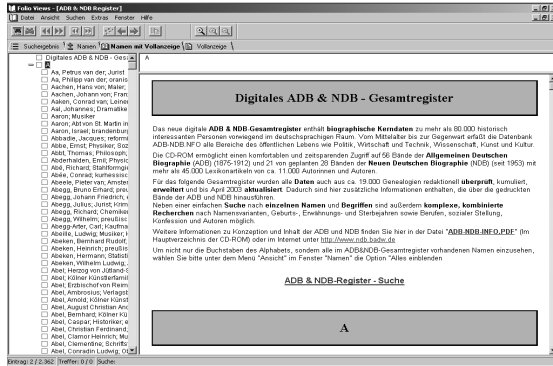 Folio Views - [ADB & NDB Register]
Datei Ansicht Suchen Extras Fenster Hilfe
Suchergebnis Namen Namen mit Vollanzeige Vollanzeige
Digitales ADB & NDB - Gesa
A
Aa, Petrus van der; Jurist
Aa, Philipp van der; oranis
Aachen, Hans von; Maler;
Aachen, Johann von; Fran
Aaken, Conrad van; Leiner
Aal, Johannes; Dramatike
Aaron; Musiker
Aaron; Abt von St. Martin in
Aaron, Israel; brandenburg
Abbadie, Jacques; reformi
Abbe, Ernst; Physiker, Soz
Abbt, Thomas; Philosoph,
Abderhalden, Emil; Physio
Abé, Richard; Stahlformgie
Abée, Conrad; kurhessisc
Abeele, Pieter van; Amster
Abegg, Bruno Erhard; preu
Abegg, Johann Friedrich; e
Abegg, Julius; Jurist; Krim
Abegg, Richard; Chemiker
Abegg, Wilhelm; preußisc
Abegg-Arter, Carl; Kaufma
Abeille, Ludwig; Musiker; K
Abeken, Bernhard Rudolf;
Abeken, Heinrich; preußis
Abeken, Hermann; Statisti
Abeken, Wilhelm Ludwig;
Abel; Herzog von Jütland-S
Abel; Kölner Künstlerfamil
Abel; Erzbischof von Reim
Abel, Ambrosius; Verlagst
Abel, Arnold; Kölner Künst
Abel, August Christian And
Abel, Bernhard; Kölner Kü
Abel, Caspar; Historiker; e
Abel, Christian Ferdinand;
Abel, Clamor Heinrich; Mu
Abel, Clementine; Schrifts
Abel, Conradin Ludwig; Ot
A
Digitales ADB & NDB - Gesamtregister
Das neue digitale ADB & NDB-Gesamtregister enthält biographische Kerndaten zu mehr als 80.000 historisch
interessanten Personen vorwiegend im deutschsprachigen Raum. Vom Mittelalter bis zur Gegenwart erfaßt die Datenbank
ADB-NDB.NFO alle Bereiche des öffentlichen Lebens wie Politik, Wirtschaft und Technik, Wissenschaft, Kunst und Kultur.
Die CD-ROM ermöglicht einen komfortablen und zeitsparenden Zugriff auf 56 Bände der Allgemeinen Deutschen
Biographie (ADB) (1875-1912) und 21 von geplanten 28 Bänden der Neuen Deutschen Biographie (NDB) (seit 1953) mit
mehr als 45.000 Lexikonartikeln von ca. 11.000 Autorinnen und Autoren.
Für das folgende Gesamtregister wurden alle Daten auch aus ca. 19.000 Genealogien redaktionell überprüft, kumuliert,
erweitert und bis April 2003 aktualisiert. Dadurch sind hier zusätzliche Informationen enthalten, die über die gedruckten
Bände der ADB und NDB hinausführen.
Neben einer einfachen Suche nach einzelnen Namen und Begriffen sind außerdem komplexe, kombinierte
Recherchen nach Namensvarianten, Geburts-, Erwähnungs- und Sterbejahren sowie Berufen, sozialer Stellung,
Konfession und Autoren möglich.
Weitere Informationen zu Konzeption und Inhalt der ADB und NDB finden Sie hier in der Datei "ADB-NDB-INFO.PDF" (Im
Hauptverzeichnis der CD-ROM) oder im Internet unter http://www.ndb.badw.de
Um nicht nur die Buchstaben des Alphabets, sondern alle im ADB&NDB-Gesamtregister vorhandenen Namen einzusehen,
wählen Sie bitte unter dem Menü "Ansicht" im Fenster "Namen" die Option "Alles einblenden
ADB & NDB-Register - Suche
A
Eintrag: 2 / 2.362 Treffer: 0 / 0 Suche: